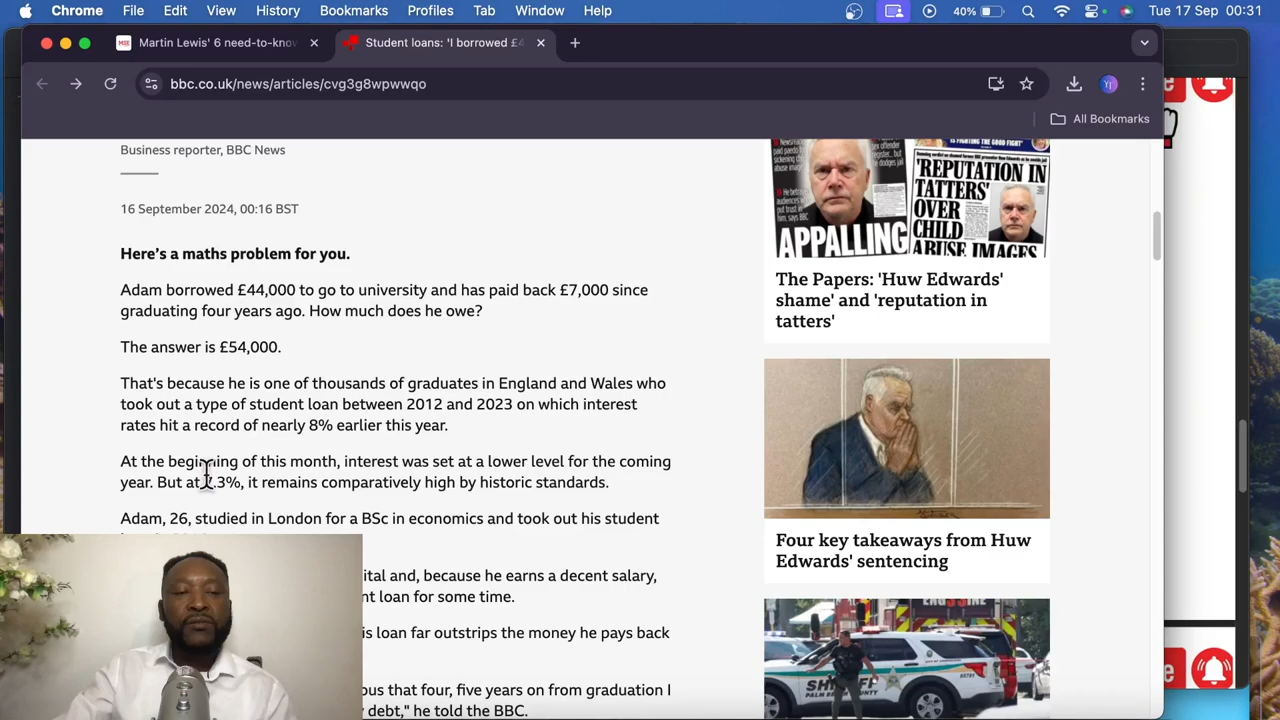 Chrome File Edit View History Bookmarks Profiles Tab Window Help 40% Tue 17 Sep 00:31
MSE Martin Lewis' 6 need-to-kno
Student loans: 'I borrowed £4
bbc.co.uk/news/articles/cvg3g8wpwwqo
All Bookmarks
Business reporter, BBC News
16 September 2024, 00:16 BST
Here's a maths problem for you.
Adam borrowed £44,000 to go to university and has paid back £7,000 since
graduating four years ago. How much does he owe?
The answer is £54,000.
That's because he is one of thousands of graduates in England and Wales who
took out a type of student loan between 2012 and 2023 on which interest
rates hit a record of nearly 8% earlier this year.
At the beginning of this month, interest was set at a lower level for the coming
year. But at .3%, it remains comparatively high by historic standards.
Adam, 26, studied in London for a BSc in economics and took out his student
ital and, because he earns a decent salary,
nt loan for some time.
is loan far outstrips the money he pays back
ous that four, five years on from graduation I
debt," he told the BBC.
APPALLING
'REPUTATION IN
TATTERS'
OVER
CHILD
ABUSE IMAGES
The Papers: 'Huw Edwards'
shame' and 'reputation in
tatters'
Four key takeaways from Huw
Edwards' sentencing
SHERIFF
PALM BEACH COUNTY